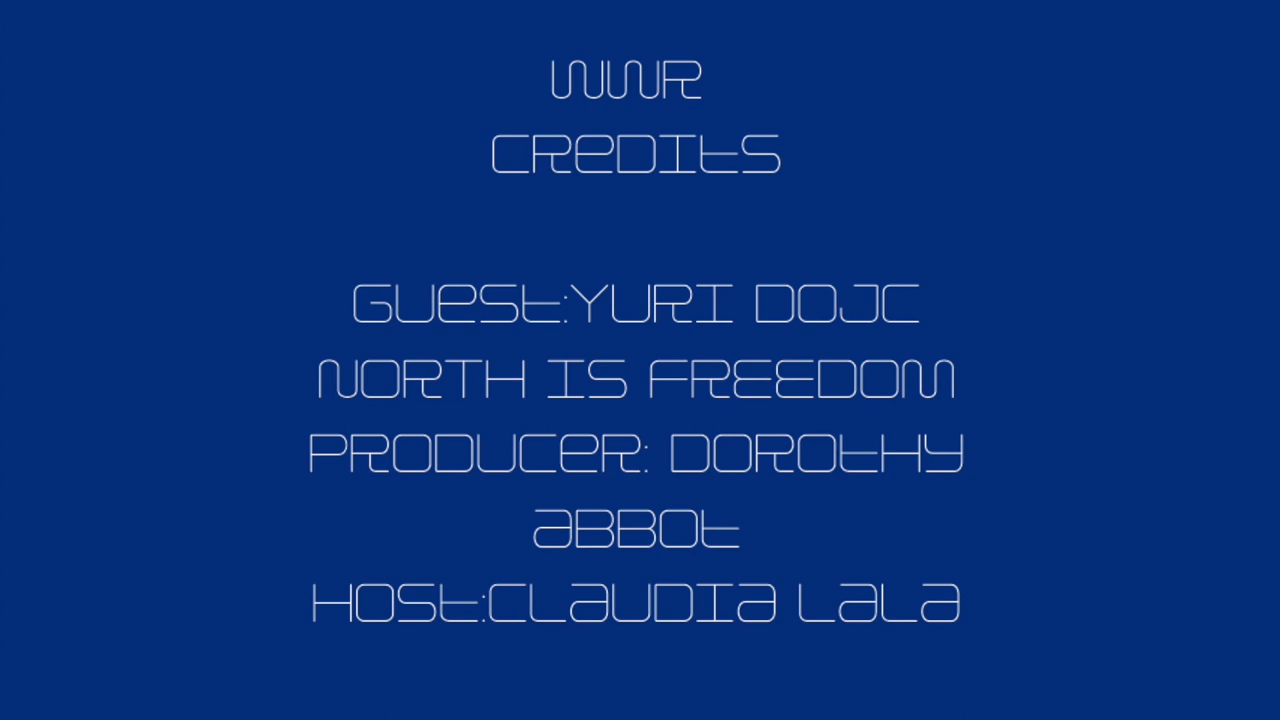 WWR
CREDITS
GUEST:YURI DOJC
NORTH IS FREEDOM
PRODUCER: DOROTHY
ABBOT
HOST:CLAUDIA LALA